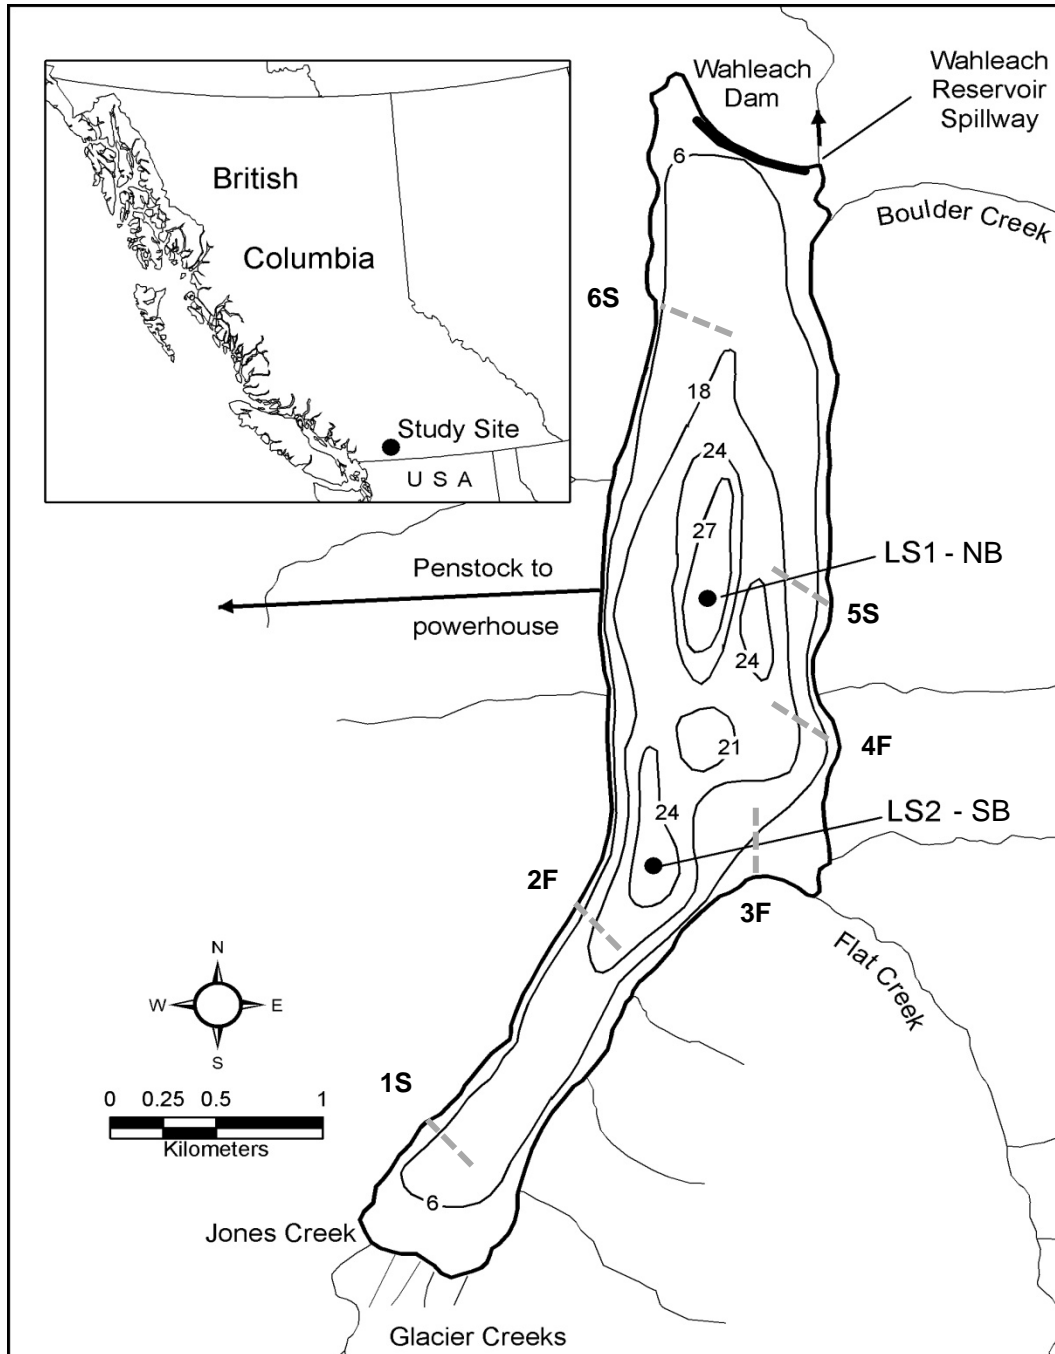 Wahleach
Dam
Wahleach
Reservoir
Spillway
British
Columbia
Study Site
U S A
Boulder Creek
6
6S
18
24
27
LS1 - NB
Penstock to
powerhouse
5S
24
4F
21
24
LS2 - SB
2F
3F
Flat Creek
N
W
E
S
1S
0 0.25 0.5 1
Kilometers
6
Jones Creek
Glacier Creeks